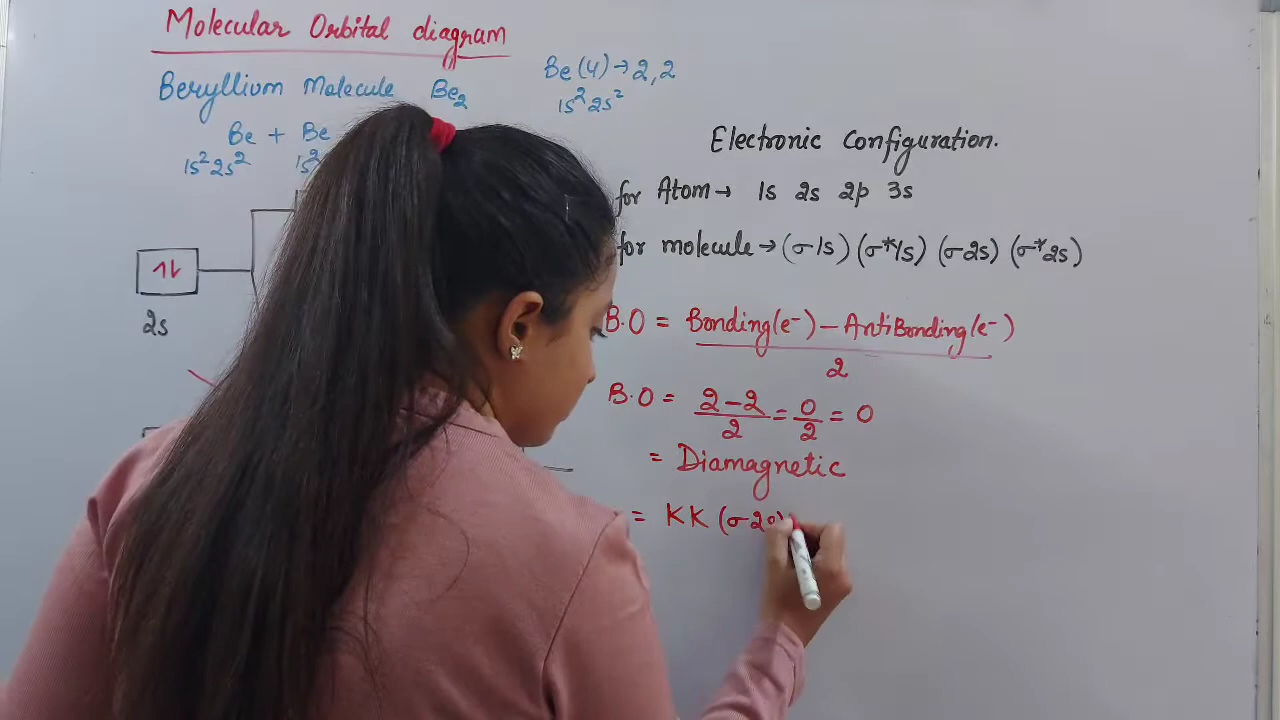 Molecular Orbital diagram
Beryllium Molecule Be₂
Be (4) → 2, 2
1s² 2s²
Be + Be
1s² 2s² 1s²
2s
Electronic Configuration.
for Atom → 1s 2s 2p 3s
for molecule → (σ1s) (σ*1s) (σ2s) (σ*2s)
B.O = Bonding(e⁻) – AntiBonding(e⁻)
2
B.O = 2 – 2 = 0 = 0
2 2
= Diamagnetic
= KK (σ2